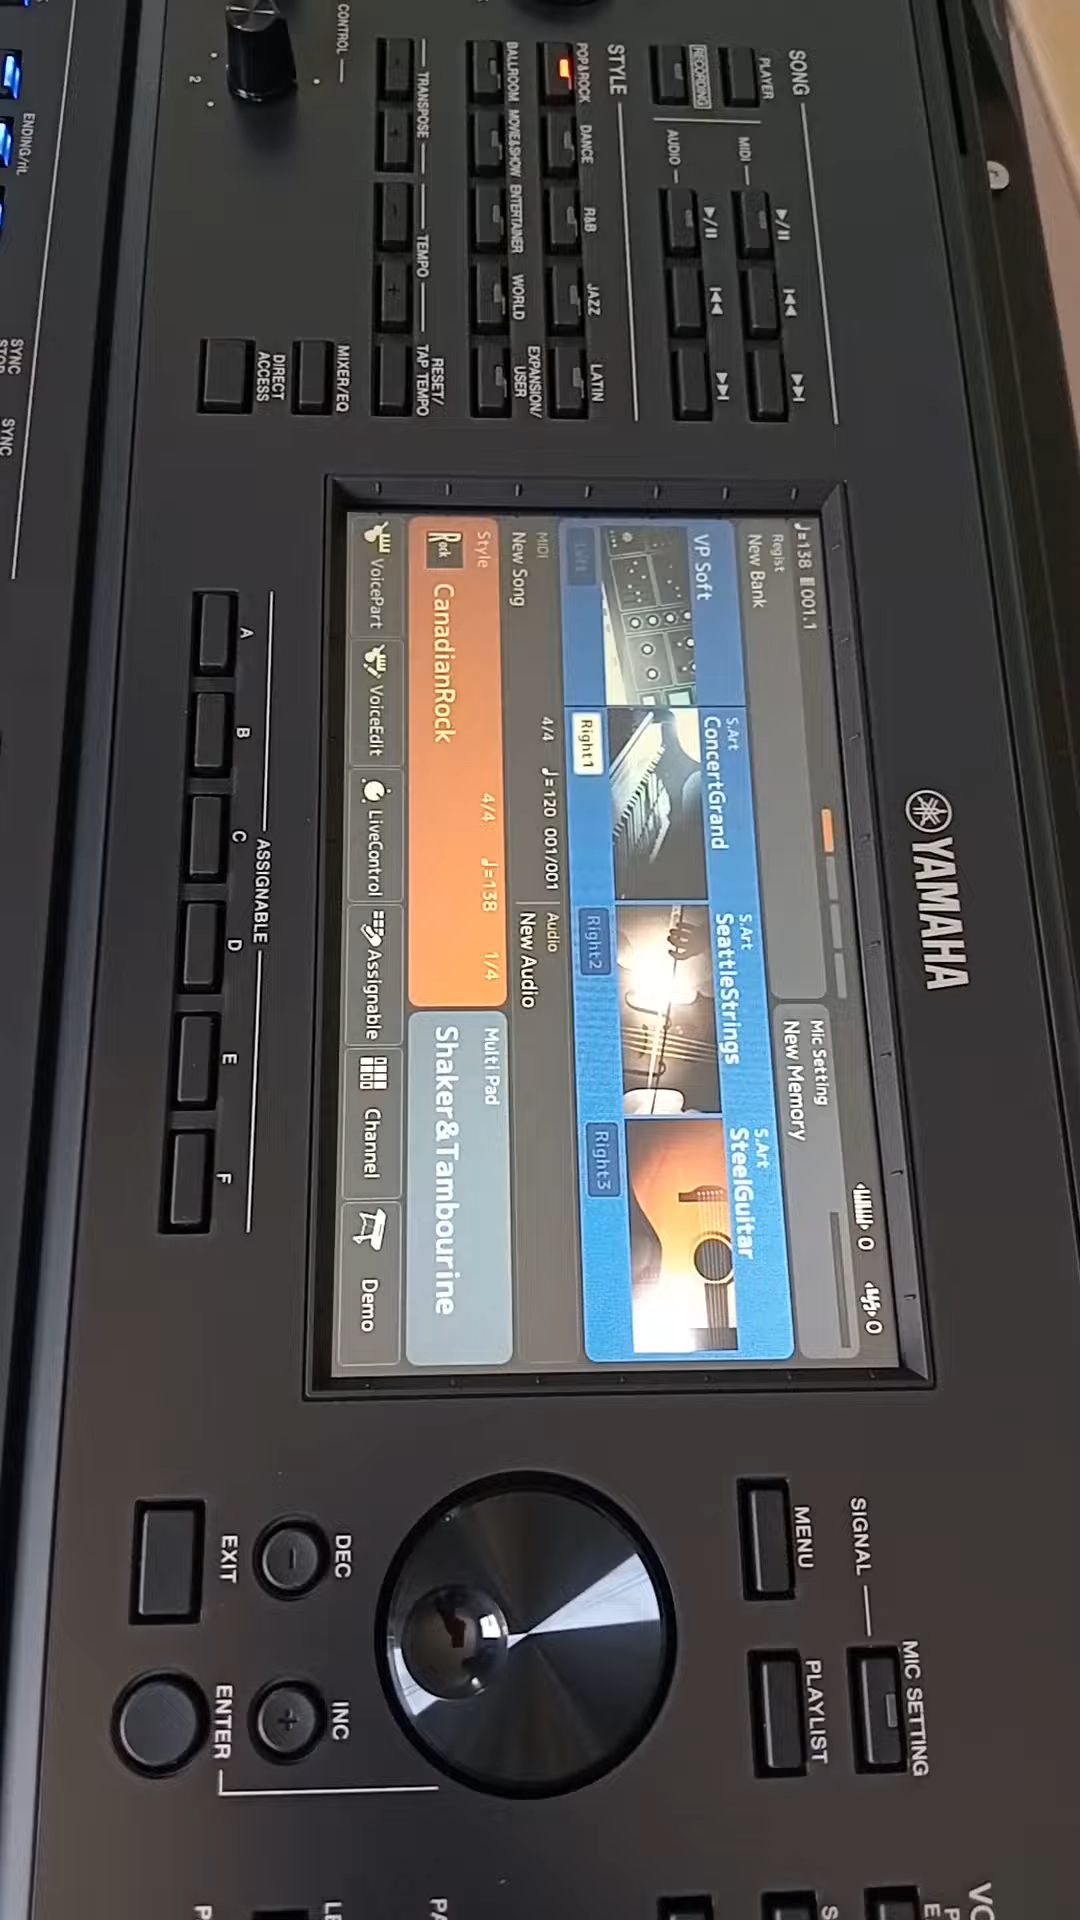 YAMAHA
SONG
PLAYER
RECORDING
MIDI
AUDIO
STYLE
POP&ROCK DANCE R&B JAZZ LATIN
BALLROOM MOVIE&SHOW ENTERTAINER WORLD EXPANSION/
USER
CONTROL
2
TRANSPOSE
TEMPO
RESET/
TAP TEMPO
MIXER/EQ
DIRECT
ACCESS
ENDING/rit.
SYNC
STOP
SYNC
♩=138 001.1
0 0
Regist
New Bank
Mic Setting
New Memory
VP Soft
S.Art
ConcertGrand
S.Art
SeattleStrings
S.Art
SteelGuitar
Left
Right1
Right2
Right3
MIDI
New Song
4/4 ♩=120 001/001
Audio
New Audio
Style
Rock
CanadianRock
4/4 ♩=138 1/4
Multi Pad
Shaker&Tambourine
VoicePart VoiceEdit LiveControl Assignable Channel Demo
A B C D E F
ASSIGNABLE
SIGNAL
MIC SETTING
MENU
PLAYLIST
DEC
INC
EXIT
ENTER